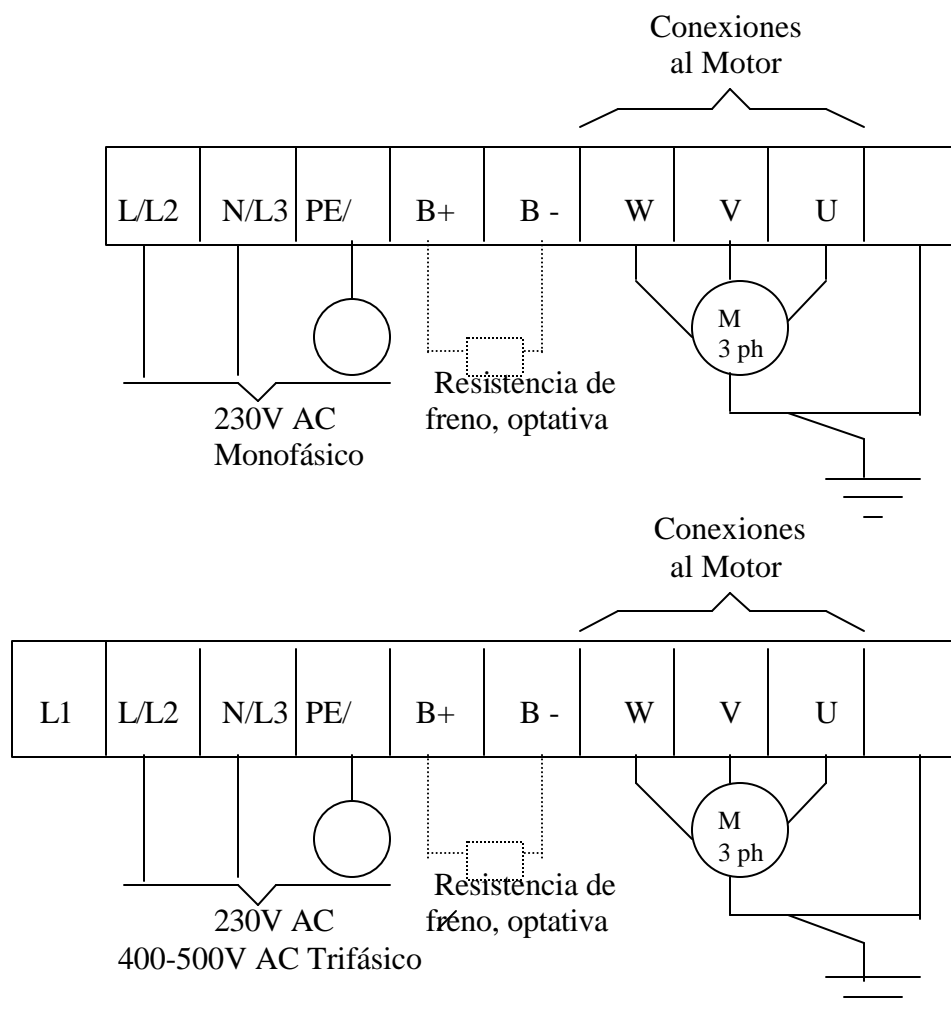 Conexiones
al Motor
L/L2 N/L3 PE/ B+ B - W V U
M
3 ph
Resistencia de
freno, optativa
230V AC
Monofásico
Conexiones
al Motor
L1 L/L2 N/L3 PE/ B+ B - W V U
M
3 ph
Resistencia de
freno, optativa
230V AC
400-500V AC Trifásico